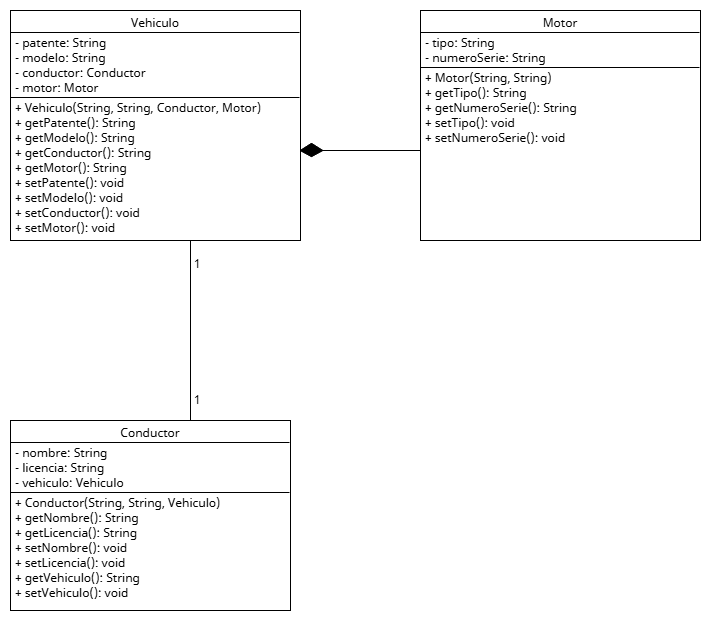 Vehiculo
- patente: String
- modelo: String
- conductor: Conductor
- motor: Motor
+ Vehiculo(String, String, Conductor, Motor)
+ getPatente(): String
+ getModelo(): String
+ getConductor(): String
+ getMotor(): String
+ setPatente(): void
+ setModelo(): void
+ setConductor(): void
+ setMotor(): void
Motor
- tipo: String
- numeroSerie: String
+ Motor(String, String)
+ getTipo(): String
+ getNumeroSerie(): String
+ setTipo(): void
+ setNumeroSerie(): void
1
1
Conductor
- nombre: String
- licencia: String
- vehiculo: Vehiculo
+ Conductor(String, String, Vehiculo)
+ getNombre(): String
+ getLicencia(): String
+ setNombre(): void
+ setLicencia(): void
+ getVehiculo(): String
+ setVehiculo(): void